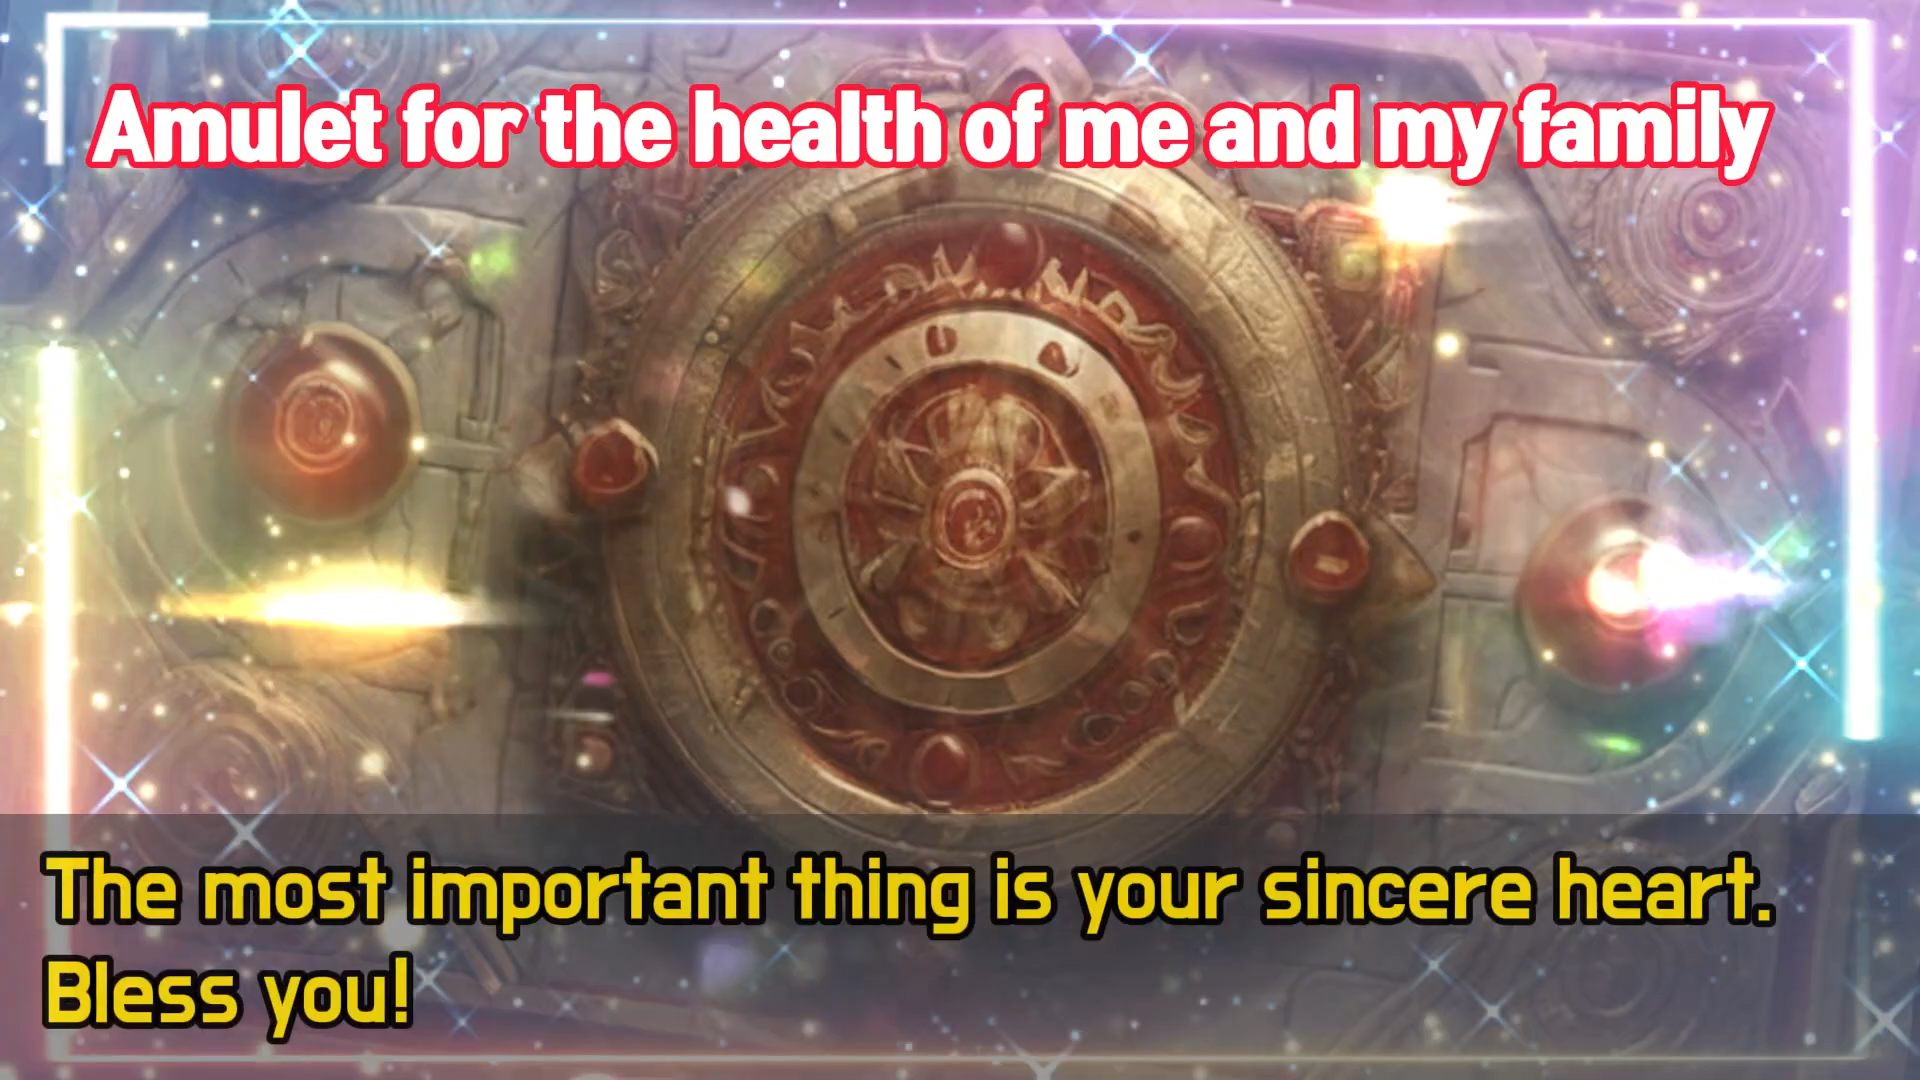 Amulet for the health of me and my family
The most important thing is your sincere heart.
Bless you!